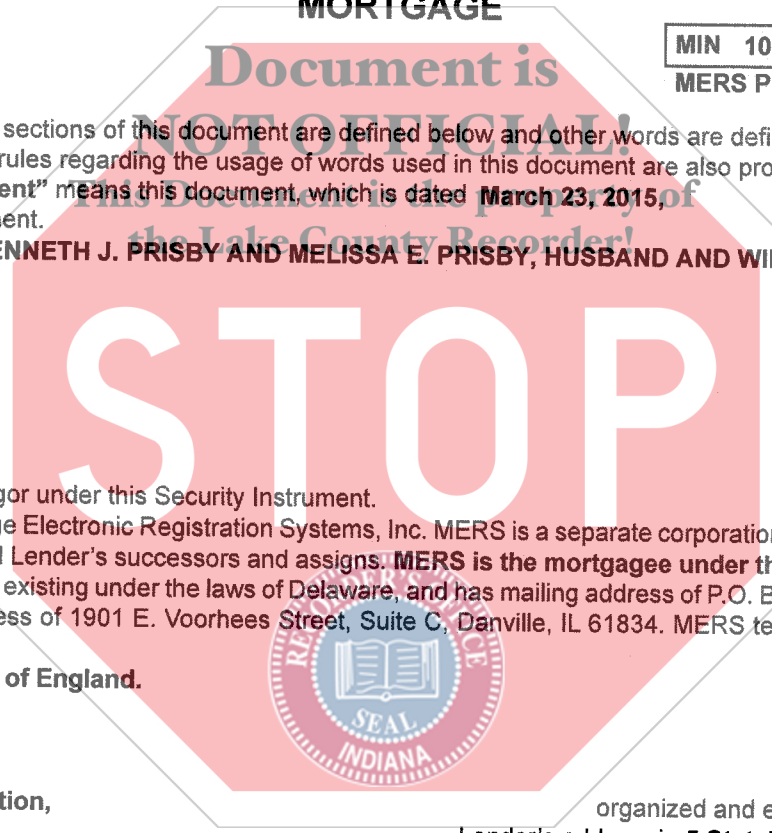 MORTGAGE
Document is
MIN 10
MERS P
NOT OFFICIAL!
sections of this document are defined below and other words are defi
rules regarding the usage of words used in this document are also pro
ent" means this document, which is dated March 23, 2015,
This Document is the property of
ent.
the Lake County Recorder!
ENNETH J. PRISBY AND MELISSA E. PRISBY, HUSBAND AND WI
STOP
gor under this Security Instrument.
e Electronic Registration Systems, Inc. MERS is a separate corporation
Lender's successors and assigns. MERS is the mortgagee under th
existing under the laws of Delaware, and has mailing address of P.O. B
ess of 1901 E. Voorhees Street, Suite C, Danville, IL 61834. MERS te
RECORDER'S OFFICE
of England.
SEAL
INDIANA
tion,
organized and e